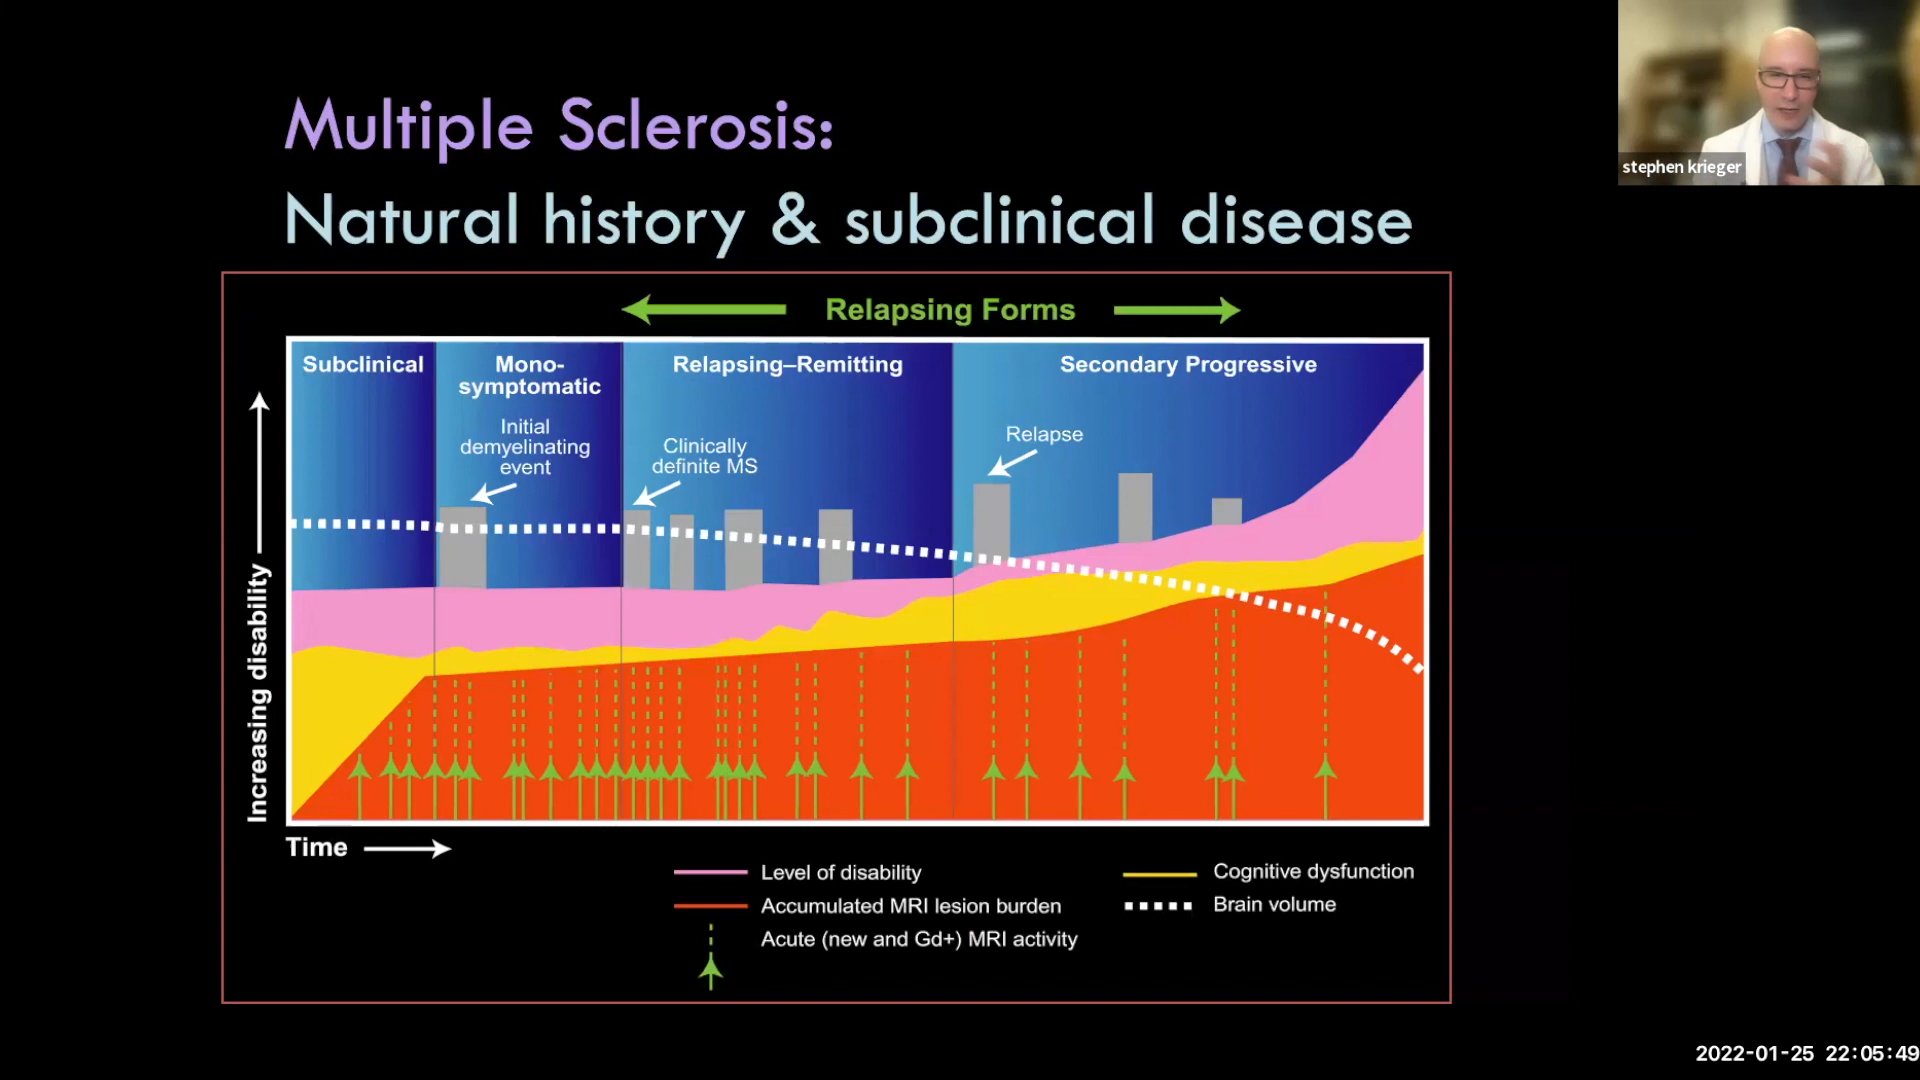 Multiple Sclerosis:
Natural history & subclinical disease
stephen krieger
Relapsing Forms
Subclinical
Mono-
symptomatic
Relapsing–Remitting
Secondary Progressive
Initial
demyelinating
event
Clinically
definite MS
Relapse
Increasing disability
Time
Level of disability
Accumulated MRI lesion burden
Acute (new and Gd+) MRI activity
Cognitive dysfunction
Brain volume
2022-01-25 22:05:49